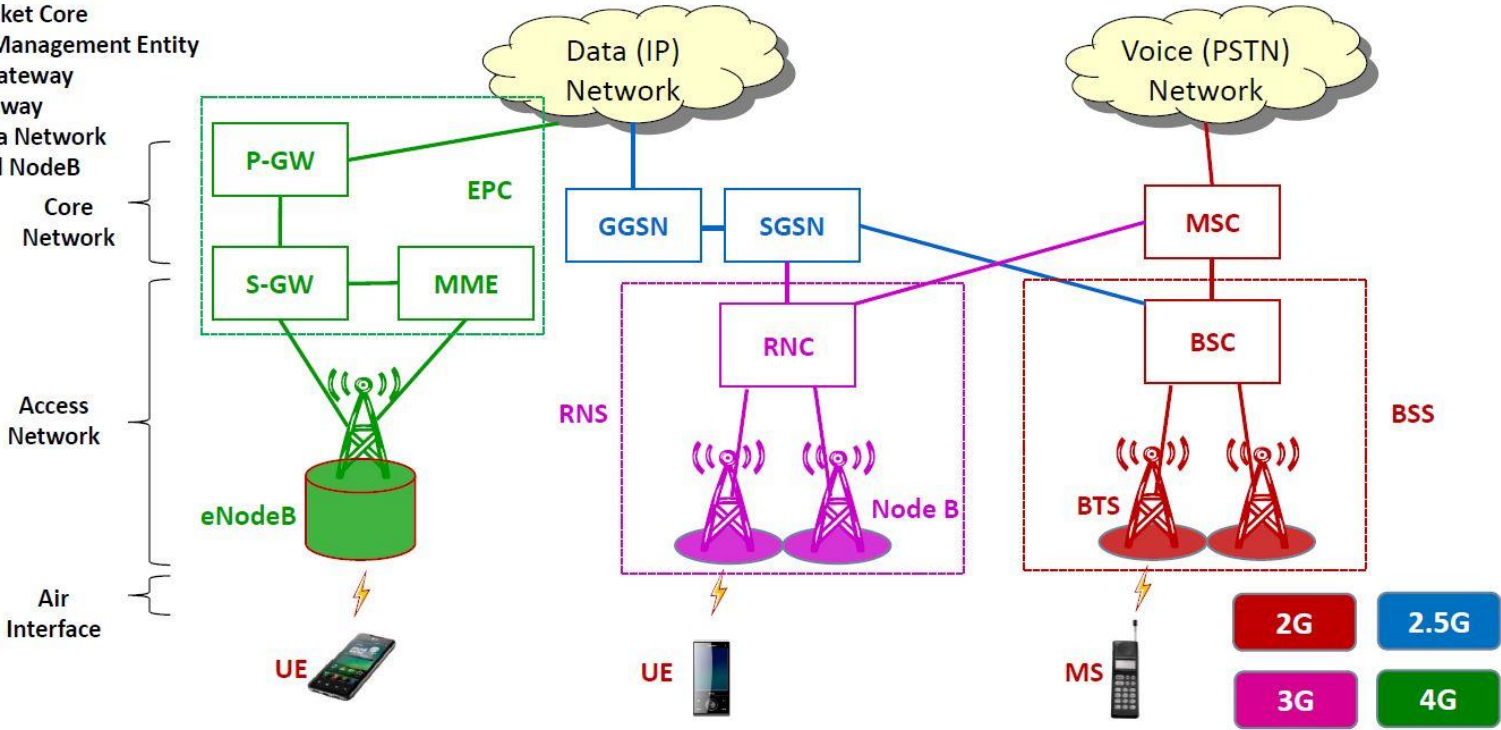 ket Core
Management Entity
ateway
way
a Network
NodeB
Data (IP)
Network
Voice (PSTN)
Network
P-GW
EPC
GGSN
SGSN
MSC
Core
Network
S-GW
MME
RNC
BSC
Access
Network
RNS
BSS
eNodeB
Node B
BTS
Air
Interface
UE
UE
MS
2G
2.5G
3G
4G